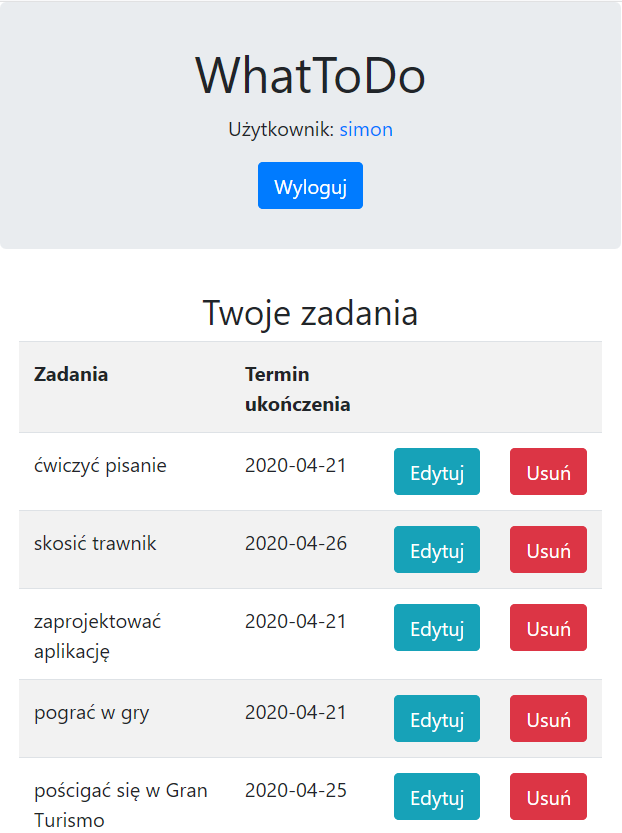 WhatToDo
Użytkownik: simon
Wyloguj
Twoje zadania
Zadania Termin
ukończenia
ćwiczyć pisanie 2020-04-21 Edytuj Usuń
skosić trawnik 2020-04-26 Edytuj Usuń
zaprojektować
aplikację 2020-04-21 Edytuj Usuń
pograć w gry 2020-04-21 Edytuj Usuń
pościgać się w Gran
Turismo 2020-04-25 Edytuj Usuń